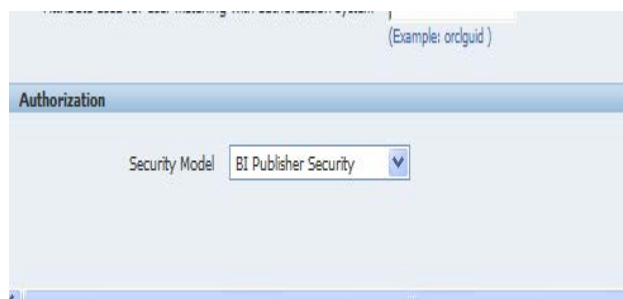 (Example: orclguid )
Authorization
Security Model BI Publisher Security